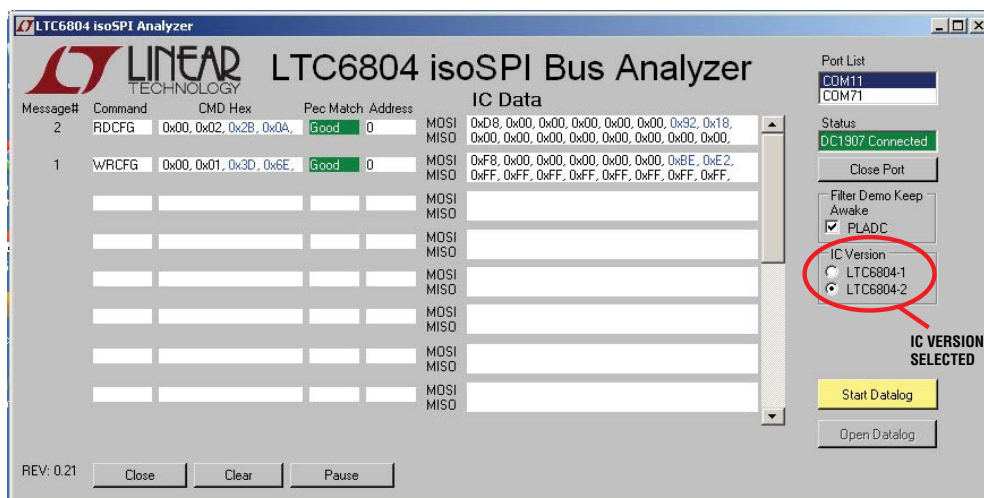 LTC6804 isoSPI Analyzer
LINEAR
TECHNOLOGY
LTC6804 isoSPI Bus Analyzer
Message# Command CMD Hex Pec Match Address IC Data
2 RDCFG 0x00, 0x02, 0x2B, 0x0A, Good 0 MOSI 0xD8, 0x00, 0x00, 0x00, 0x00, 0x00, 0x92, 0x18,
MISO 0x00, 0x00, 0x00, 0x00, 0x00, 0x00, 0x00, 0x00,
1 WRCFG 0x00, 0x01, 0x3D, 0x6E, Good 0 MOSI 0xF8, 0x00, 0x00, 0x00, 0x00, 0x00, 0xBE, 0xE2,
MISO 0xFF, 0xFF, 0xFF, 0xFF, 0xFF, 0xFF, 0xFF, 0xFF,
MOSI
MISO
MOSI
MISO
MOSI
MISO
MOSI
MISO
MOSI
MISO
MOSI
MISO
Port List
COM11
COM71
Status
DC1907 Connected
Close Port
Filter Demo Keep
Awake
PLADC
IC Version
LTC6804-1
LTC6804-2
IC VERSION
SELECTED
Start Datalog
Open Datalog
REV: 0.21 Close Clear Pause